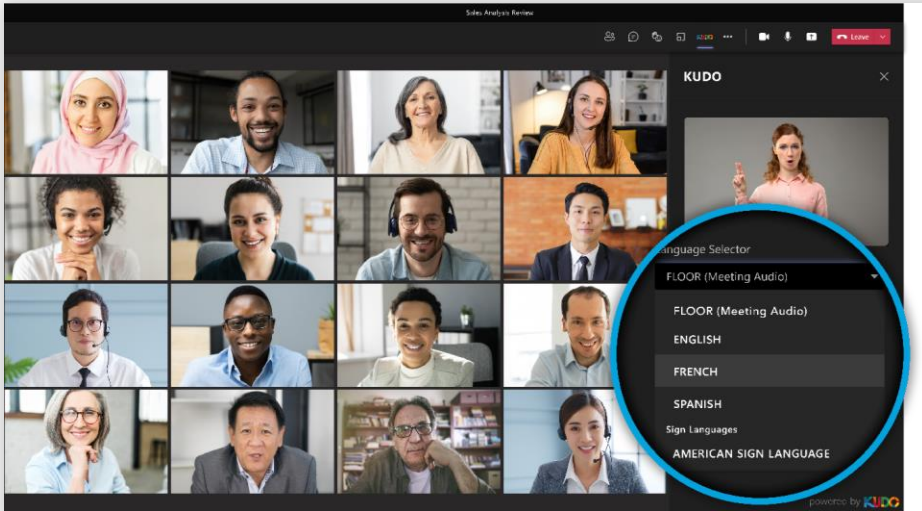 Sales Analysis Review
KUDO
Leave
KUDO
anguage Selector
FLOOR (Meeting Audio)
FLOOR (Meeting Audio)
ENGLISH
FRENCH
SPANISH
Sign Languages
AMERICAN SIGN LANGUAGE
powered by KUDO